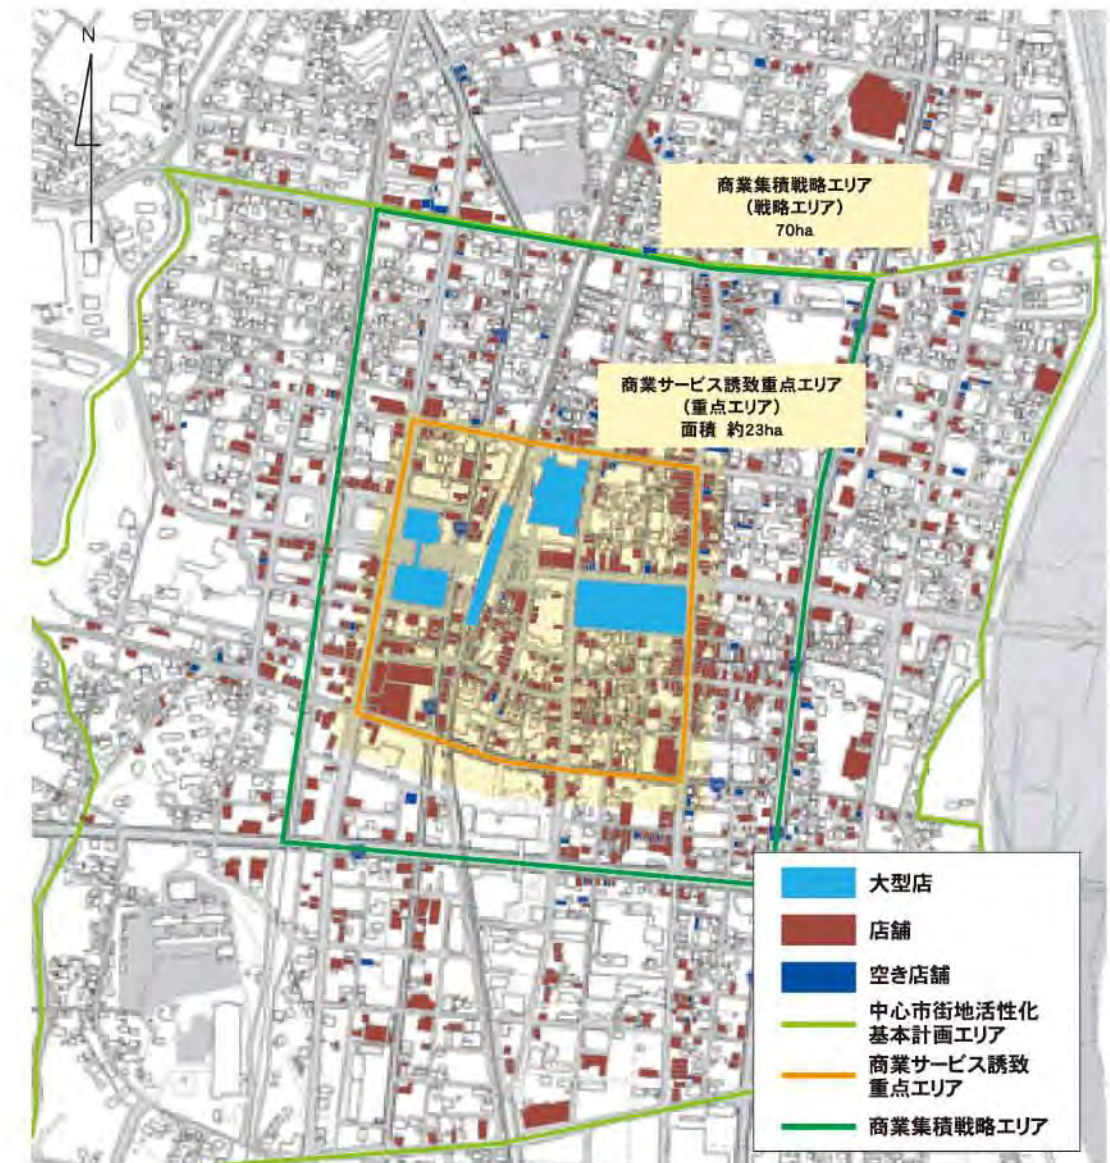 N
商業集積戦略エリア
(戦略エリア)
70ha
商業サービス誘致重点エリア
(重点エリア)
面積 約23ha
大型店
店舗
空き店舗
中心市街地活性化
基本計画エリア
商業サービス誘致
重点エリア
商業集積戦略エリア